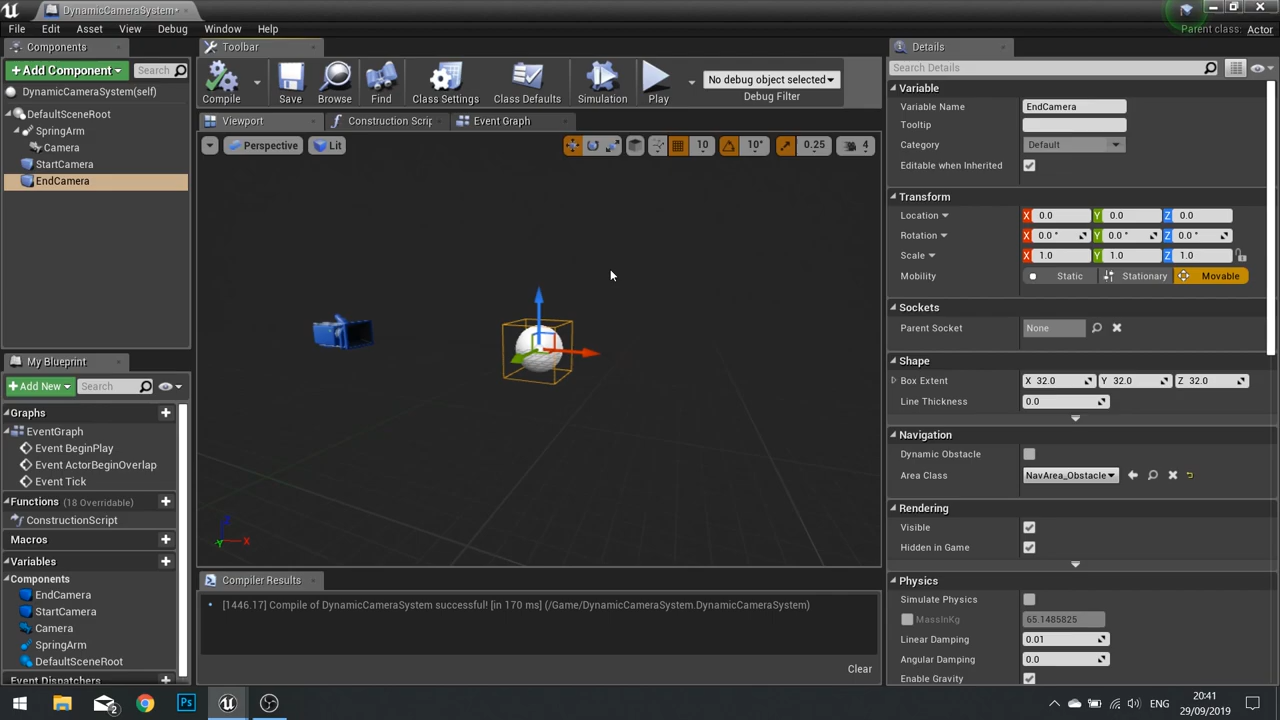 DynamicCameraSystem*
Parent class: Actor
File Edit Asset View Debug Window Help
Components
+ Add Component
Search
DynamicCameraSystem(self)
DefaultSceneRoot
SpringArm
Camera
StartCamera
EndCamera
Toolbar
Compile
Save
Browse
Find
Class Settings
Class Defaults
Simulation
Play
No debug object selected
Debug Filter
Viewport
Construction Scrip
Event Graph
Perspective
Lit
10
10°
0.25
4
X
Y
Z
My Blueprint
+ Add New
Search
Graphs
EventGraph
Event BeginPlay
Event ActorBeginOverlap
Event Tick
Functions (18 Overridable)
ConstructionScript
Macros
Variables
Components
EndCamera
StartCamera
Camera
SpringArm
DefaultSceneRoot
Event Dispatchers
Compiler Results
[1446.17] Compile of DynamicCameraSystem successful! [in 170 ms] (/Game/DynamicCameraSystem.DynamicCameraSystem)
Clear
Details
Search Details
Variable
Variable Name EndCamera
Tooltip
Category Default
Editable when Inherited
Transform
Location X 0.0 Y 0.0 Z 0.0
Rotation X 0.0 ° Y 0.0 ° Z 0.0 °
Scale X 1.0 Y 1.0 Z 1.0
Mobility Static Stationary Movable
Sockets
Parent Socket None
Shape
Box Extent X 32.0 Y 32.0 Z 32.0
Line Thickness 0.0
Navigation
Dynamic Obstacle
Area Class NavArea_Obstacle
Rendering
Visible
Hidden in Game
Physics
Simulate Physics
MassInKg 65.1485825
Linear Damping 0.01
Angular Damping 0.0
Enable Gravity
2
Ps
ENG
20:41
29/09/2019